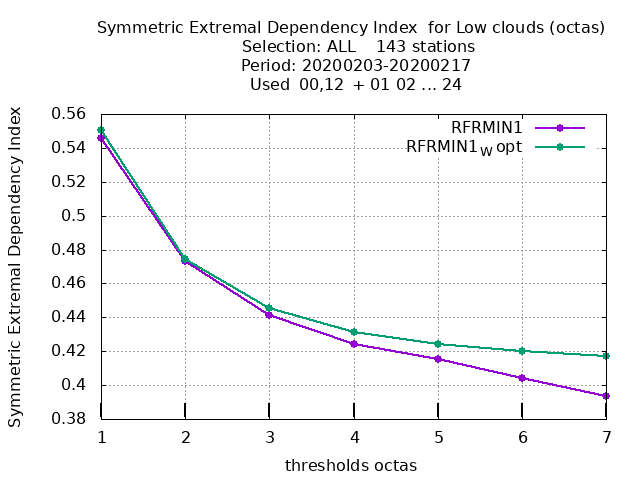 Symmetric Extremal Dependency Index for Low clouds (octas)
Selection: ALL 143 stations
Period: 20200203-20200217
Used 00,12 + 01 02 ... 24
Symmetric Extremal Dependency Index
0.56
0.54
0.52
0.5
0.48
0.46
0.44
0.42
0.4
0.38
RFRMIN1
RFRMIN1W opt
1 2 3 4 5 6 7
thresholds octas